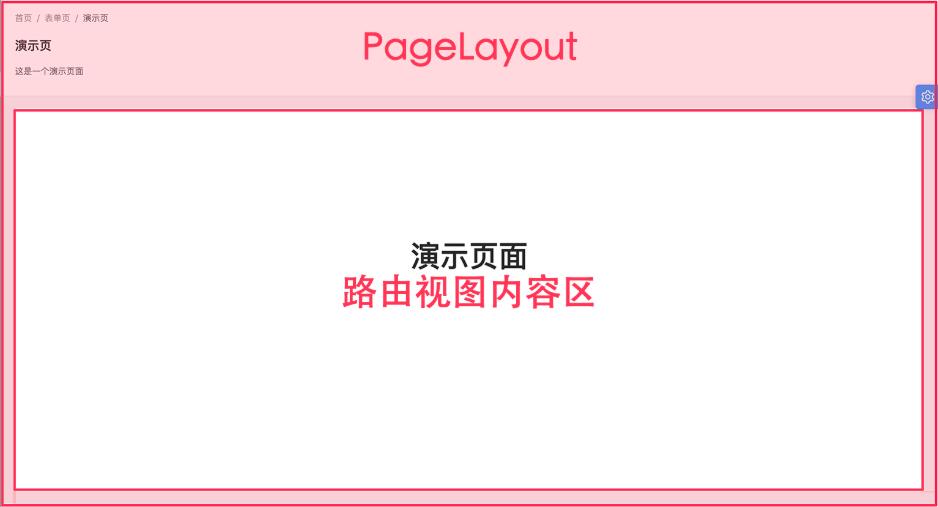 首页 / 表单页 / 演示页
演示页
PageLayout
这是一个演示页面
演示页面
路由视图内容区